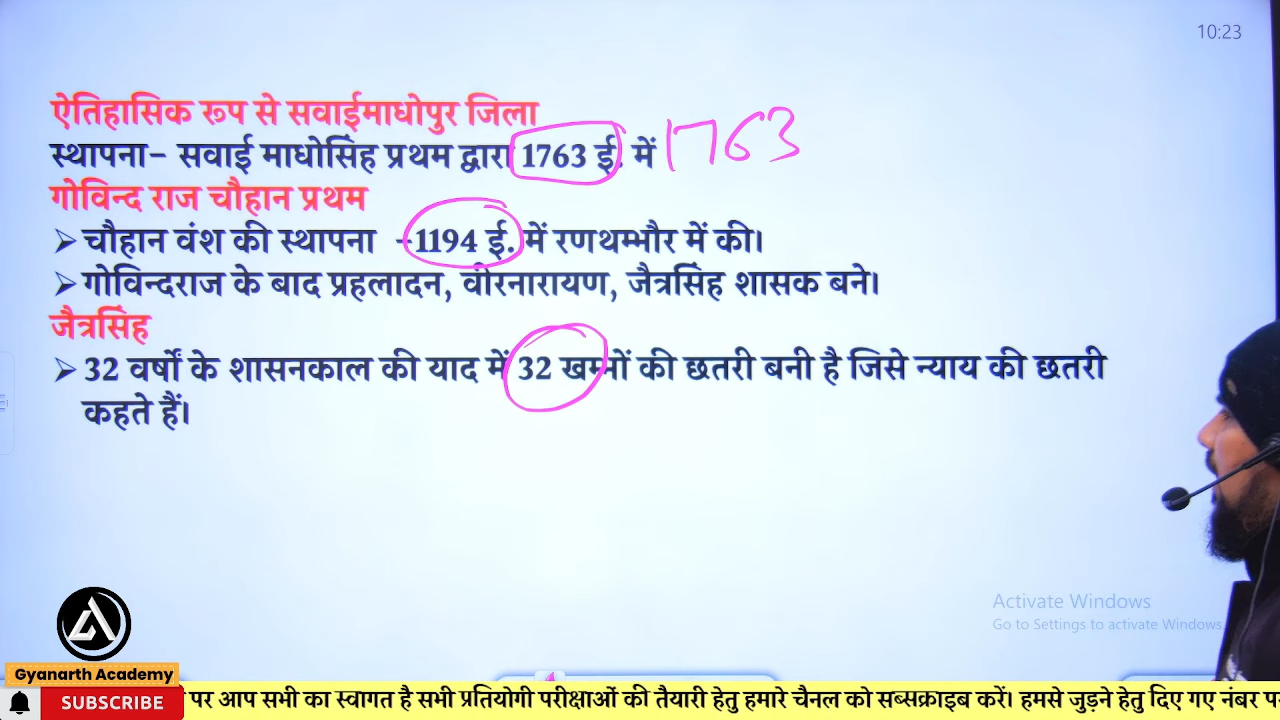 10:23
ऐतिहासिक रूप से सवाईमाधोपुर जिला
स्थापना- सवाई माधोसिंह प्रथम द्वारा 1763 ई. में 1763
गोविन्द राज चौहान प्रथम
➢ चौहान वंश की स्थापना -1194 ई. में रणथम्भौर में की।
➢ गोविन्दराज के बाद प्रहलादन, वीरनारायण, जैत्रसिंह शासक बने।
जैत्रसिंह
➢ 32 वर्षों के शासनकाल की याद में 32 खम्भों की छतरी बनी है जिसे न्याय की छतरी
कहते हैं।
Activate Windows
Go to Settings to activate Windows.
Gyanarth Academy
SUBSCRIBE
पर आप सभी का स्वागत है सभी प्रतियोगी परीक्षाओं की तैयारी हेतु हमारे चैनल को सब्सक्राइब करें। हमसे जुड़ने हेतु दिए गए नंबर